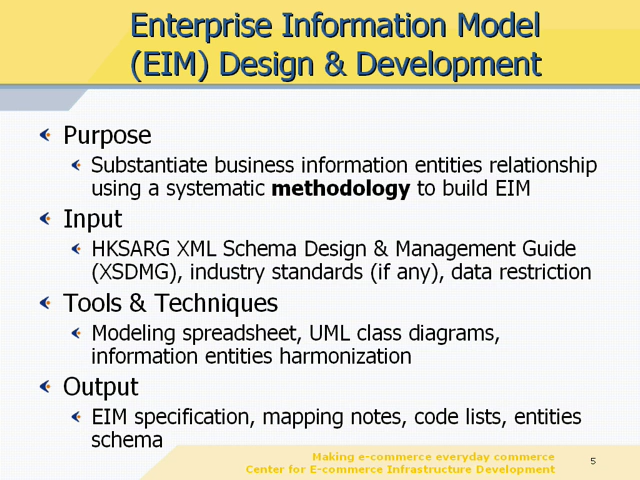 Enterprise Information Model
(EIM) Design & Development
Purpose
Substantiate business information entities relationship
using a systematic methodology to build EIM
Input
HKSARG XML Schema Design & Management Guide
(XSDMG), industry standards (if any), data restriction
Tools & Techniques
Modeling spreadsheet, UML class diagrams,
information entities harmonization
Output
EIM specification, mapping notes, code lists, entities
schema
Making e-commerce everyday commerce
Center for E-commerce Infrastructure Development
5